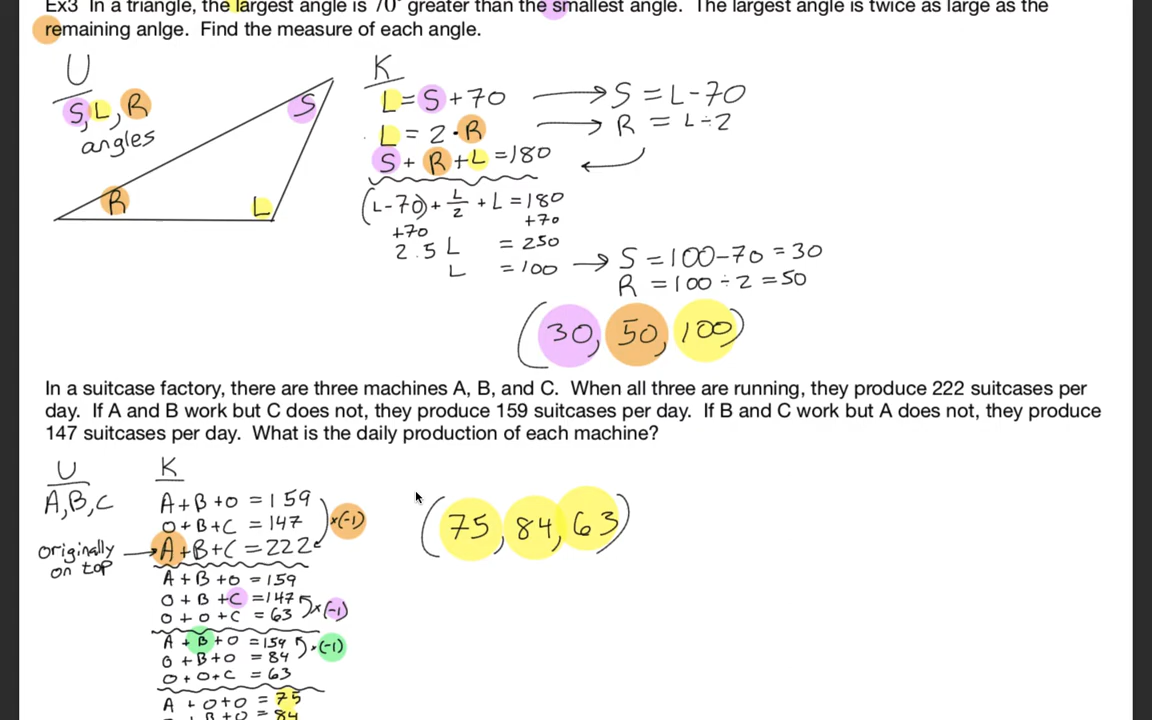 Ex3 In a triangle, the largest angle is 70° greater than the smallest angle. The largest angle is twice as large as the
remaining anlge. Find the measure of each angle.
U
S, L, R
angles
S
R
L
K
L = S + 70 → S = L - 70
L = 2 · R → R = L ÷ 2
S + R + L = 180
(L - 70) + L/2 + L = 180
+70 +70
2.5 L = 250
L = 100 → S = 100 - 70 = 30
R = 100 ÷ 2 = 50
(30, 50, 100)
In a suitcase factory, there are three machines A, B, and C. When all three are running, they produce 222 suitcases per
day. If A and B work but C does not, they produce 159 suitcases per day. If B and C work but A does not, they produce
147 suitcases per day. What is the daily production of each machine?
U
A, B, C
originally
on top
K
A + B + 0 = 159
0 + B + C = 147 ×(-1)
A + B + C = 222
A + B + 0 = 159
0 + B + C = 147
0 + 0 + C = 63 ×(-1)
A + B + 0 = 159 ·(-1)
0 + B + 0 = 84
0 + 0 + C = 63
A + 0 + 0 = 75
B + 0 = 84
(75, 84, 63)